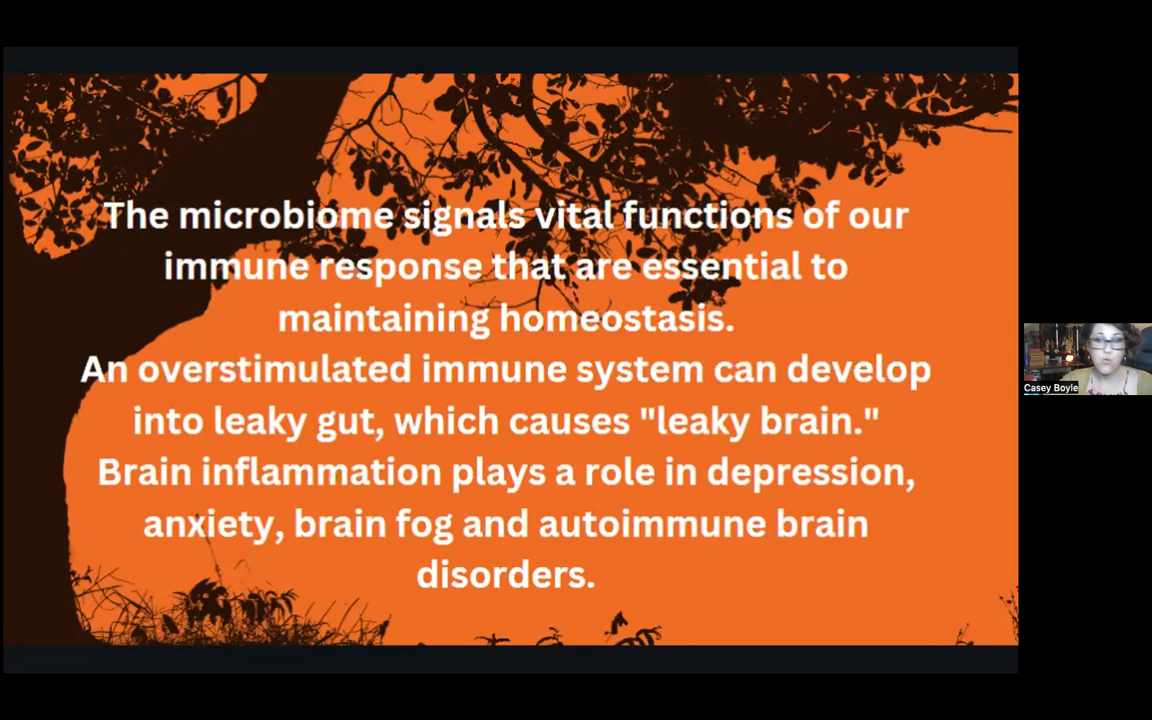 The microbiome signals vital functions of our
immune response that are essential to
maintaining homeostasis.
An overstimulated immune system can develop
into leaky gut, which causes "leaky brain."
Brain inflammation plays a role in depression,
anxiety, brain fog and autoimmune brain
disorders.
Casey Boyle